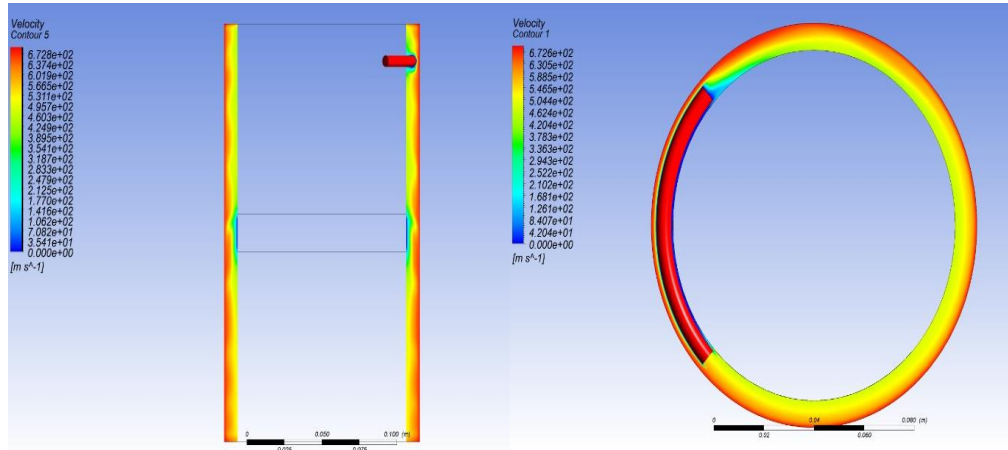 Velocity
Contour 5
6.728e+02
6.374e+02
6.019e+02
5.665e+02
5.311e+02
4.957e+02
4.603e+02
4.249e+02
3.895e+02
3.541e+02
3.187e+02
2.833e+02
2.479e+02
2.125e+02
1.770e+02
1.416e+02
1.062e+02
7.082e+01
3.541e+01
0.000e+00
[m s^-1]
0 0.050 0.100 (m)
0.025 0.075
Velocity
Contour 1
6.726e+02
6.305e+02
5.885e+02
5.465e+02
5.044e+02
4.624e+02
4.204e+02
3.783e+02
3.363e+02
2.943e+02
2.522e+02
2.102e+02
1.681e+02
1.261e+02
8.407e+01
4.204e+01
0.000e+00
[m s^-1]
0 0.04 0.080 (m)
0.02 0.060